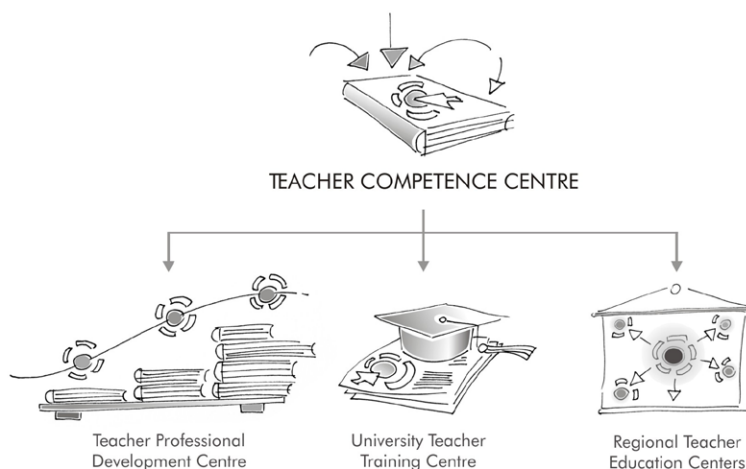 TEACHER COMPETENCE CENTRE
Teacher Professional
Development Centre
University Teacher
Training Centre
Regional Teacher
Education Centers